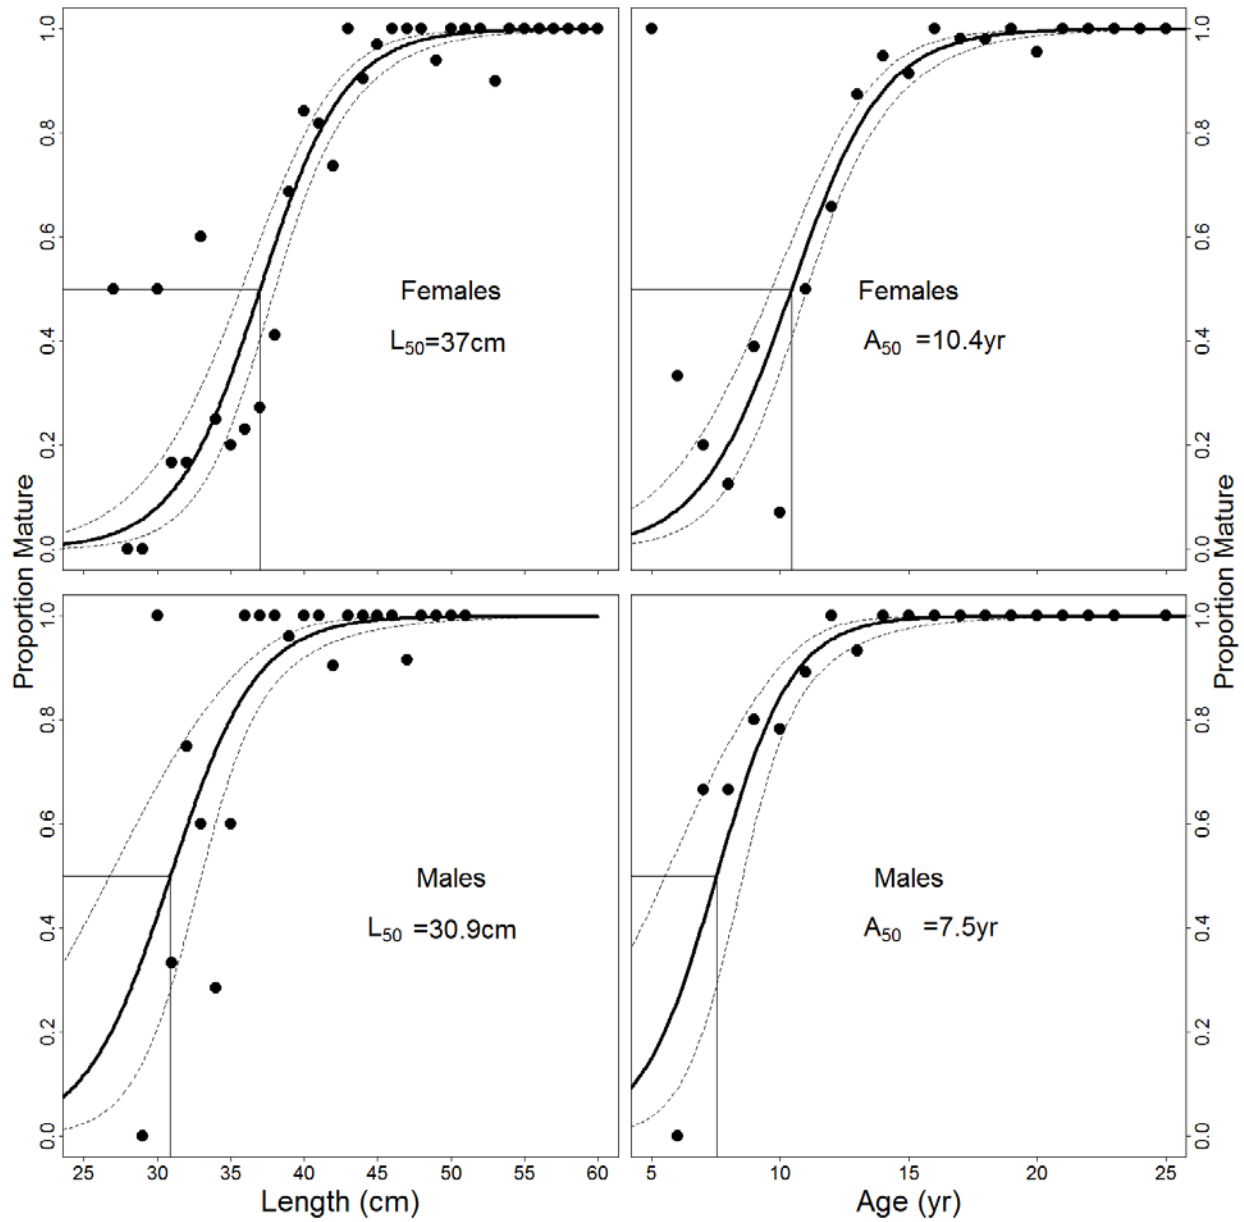 1.0
0.8
0.6
0.4
0.2
0.0
Females
L50=37cm
Females
A50 =10.4yr
1.0
0.8
0.6
0.4
0.2
0.0
Proportion Mature
Proportion Mature
1.0
0.8
0.6
0.4
0.2
0.0
Males
L50 =30.9cm
Males
A50 =7.5yr
1.0
0.8
0.6
0.4
0.2
0.0
25 30 35 40 45 50 55 60
5 10 15 20 25
Length (cm)
Age (yr)